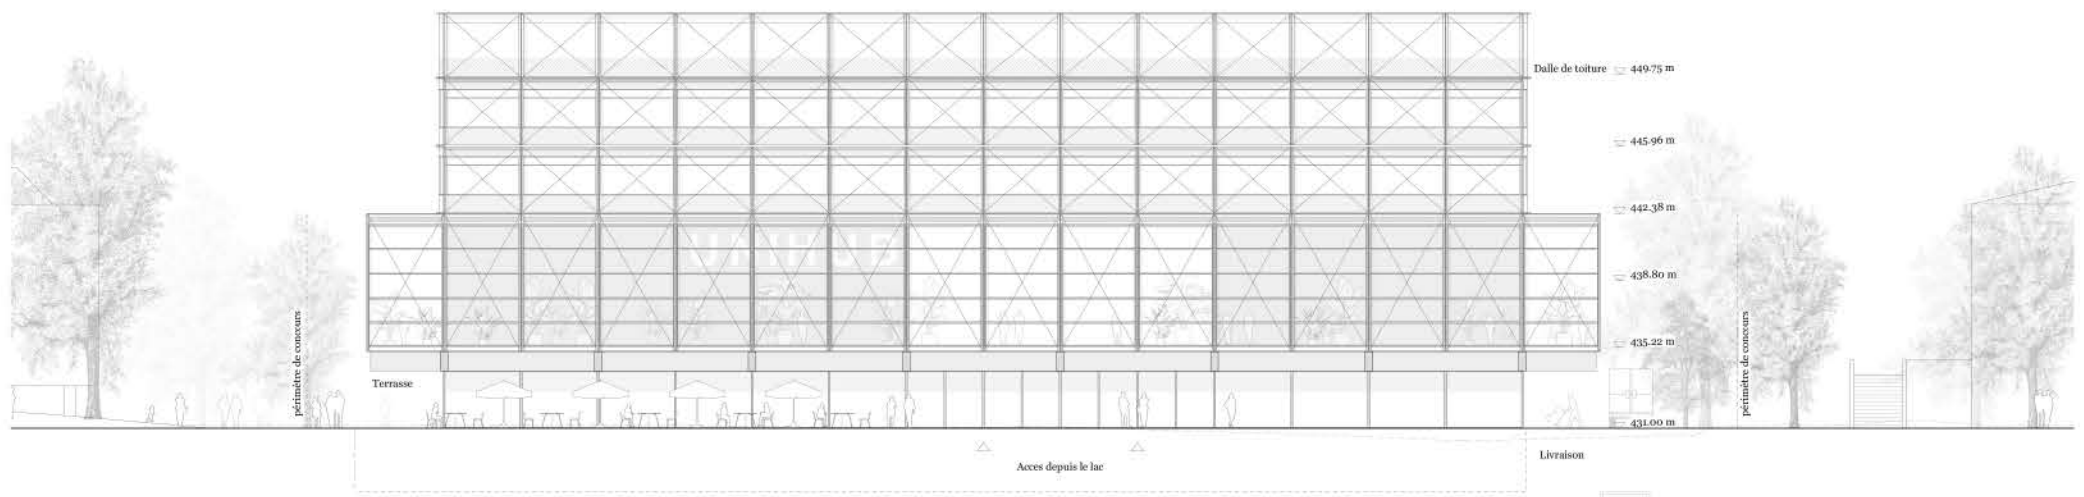 Dalle de toiture 449.75 m
445.96 m
442.38 m
UNIHUB
438.80 m
périmètre de concours
435.22 m
périmètre de concours
Terrasse
431.00 m
Acces depuis le lac
Livraison